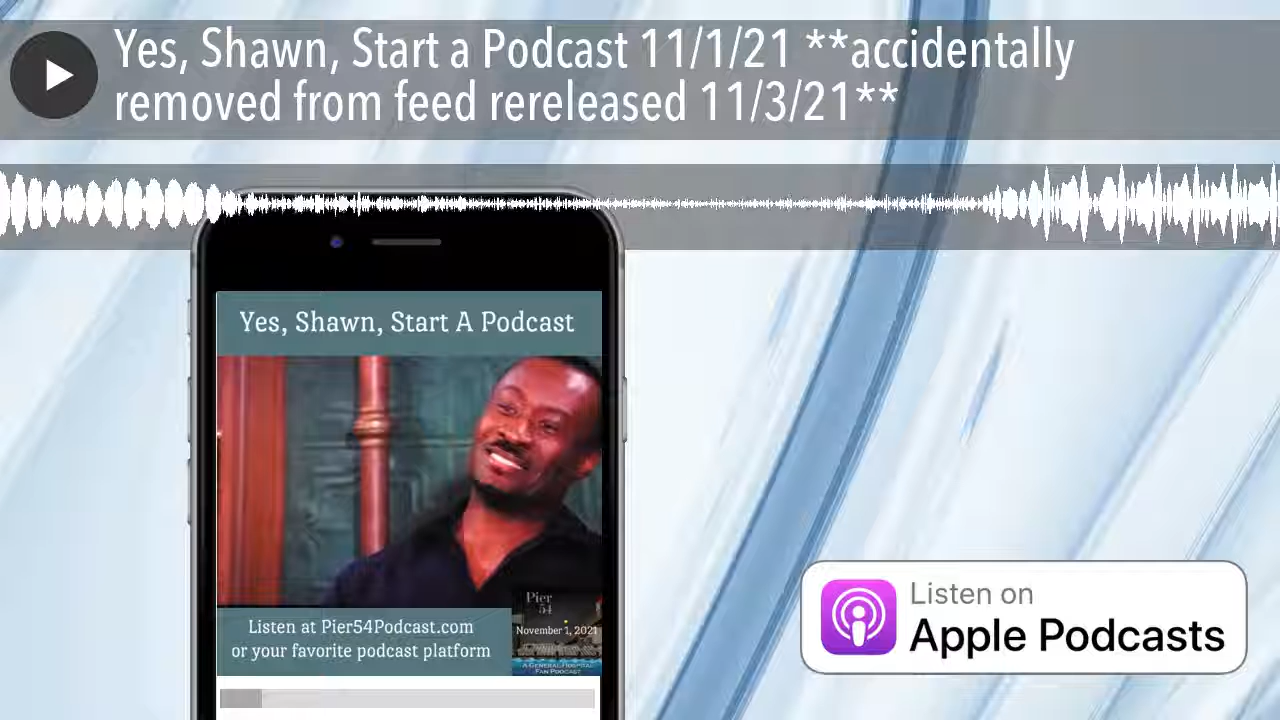 Yes, Shawn, Start a Podcast 11/1/21 **accidentally
removed from feed rereleased 11/3/21**
Yes, Shawn, Start A Podcast
Pier
54
November 1, 2021
A General Hospital
Fan Podcast
Listen at Pier54Podcast.com
or your favorite podcast platform
Listen on
Apple Podcasts